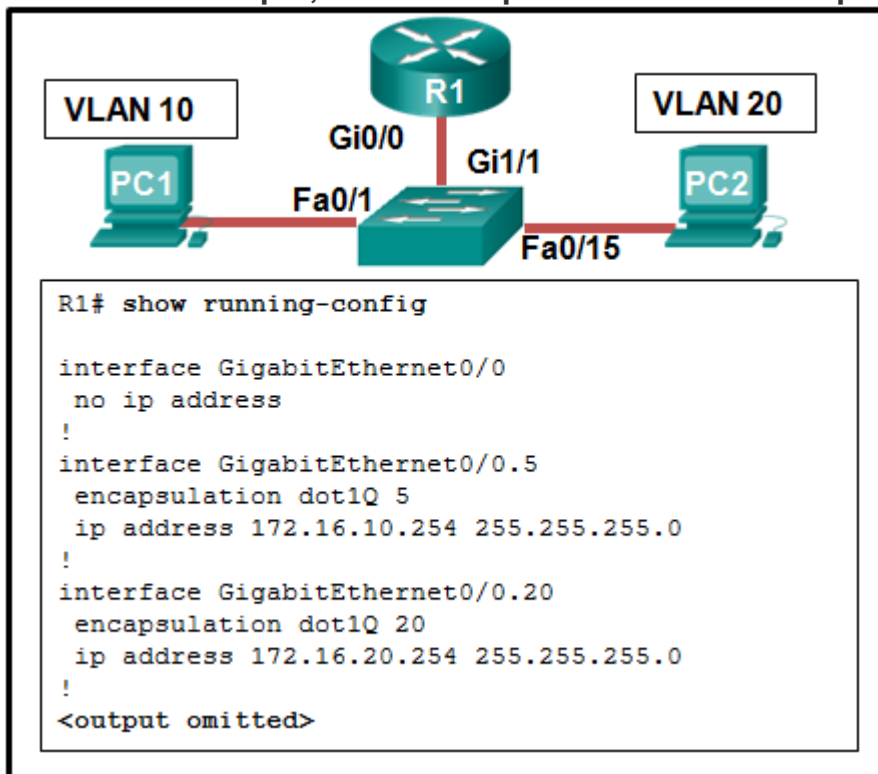 R1
VLAN 10
VLAN 20
Gi0/0
Gi1/1
PC1
PC2
Fa0/1
Fa0/15
R1# show running-config
interface GigabitEthernet0/0
no ip address
!
interface GigabitEthernet0/0.5
encapsulation dot1Q 5
ip address 172.16.10.254 255.255.255.0
!
interface GigabitEthernet0/0.20
encapsulation dot1Q 20
ip address 172.16.20.254 255.255.255.0
!
<output omitted>